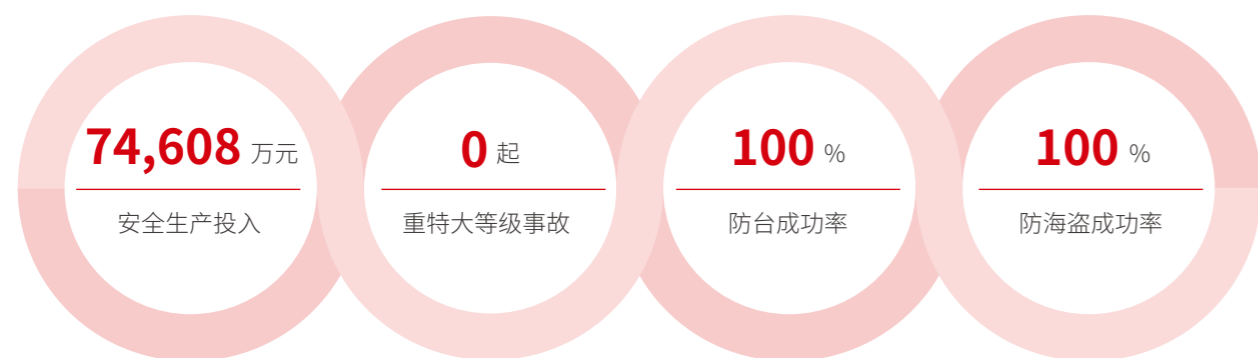 74,608 万元
安全生产投入
0 起
重特大等级事故
100 %
防台成功率
100 %
防海盗成功率